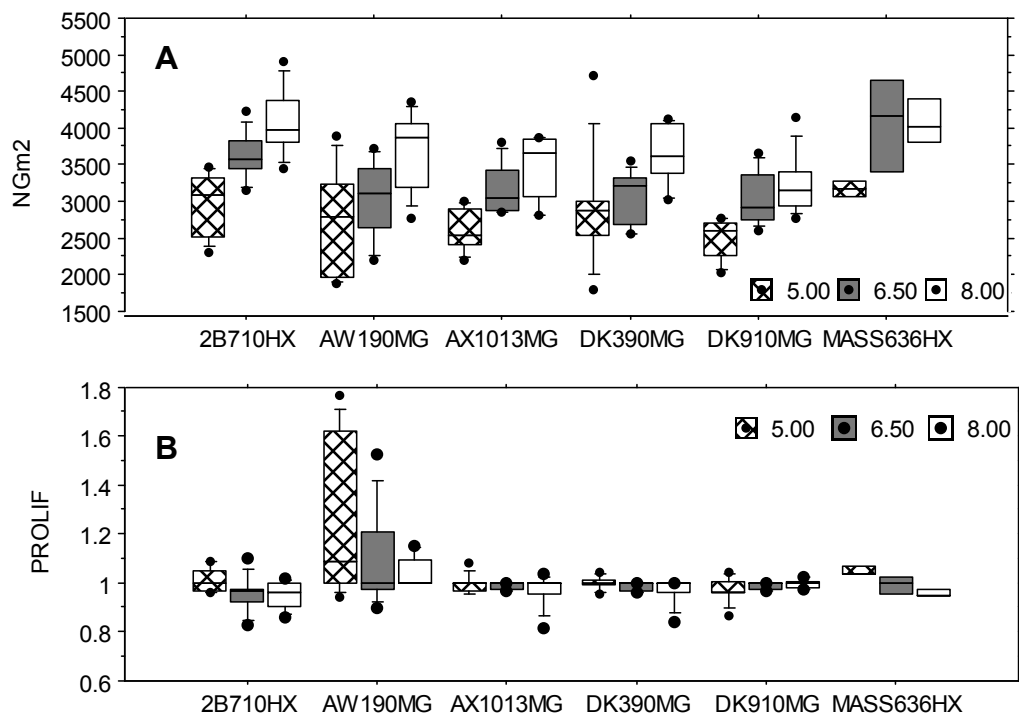 5500
A
5000
4500
4000
NGm2
3500
3000
2500
2000
5.00 6.50 8.00
1500
2B710HX AW190MG AX1013MG DK390MG DK910MG MASS636HX
1.8
5.00 6.50 8.00
1.6
B
1.4
1.2
PROLIF
1
0.8
0.6
2B710HX AW190MG AX1013MG DK390MG DK910MG MASS636HX